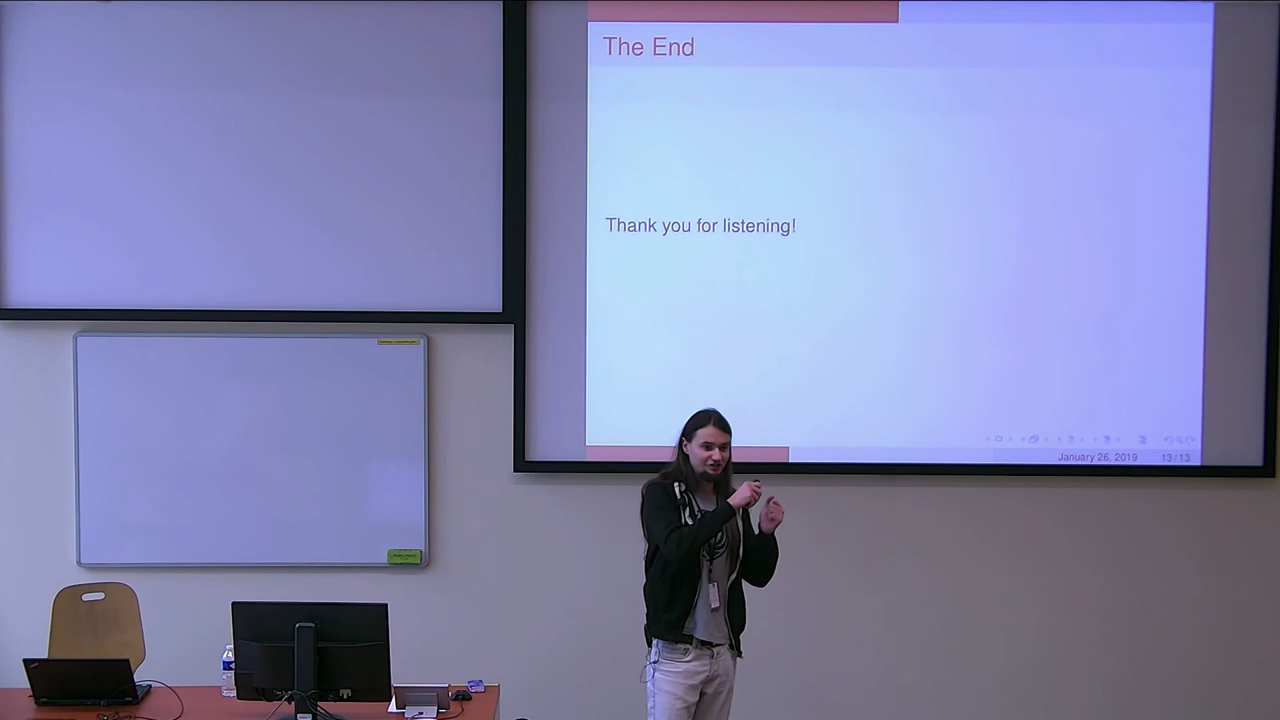 The End
Thank you for listening!
January 26, 2019 13 / 13